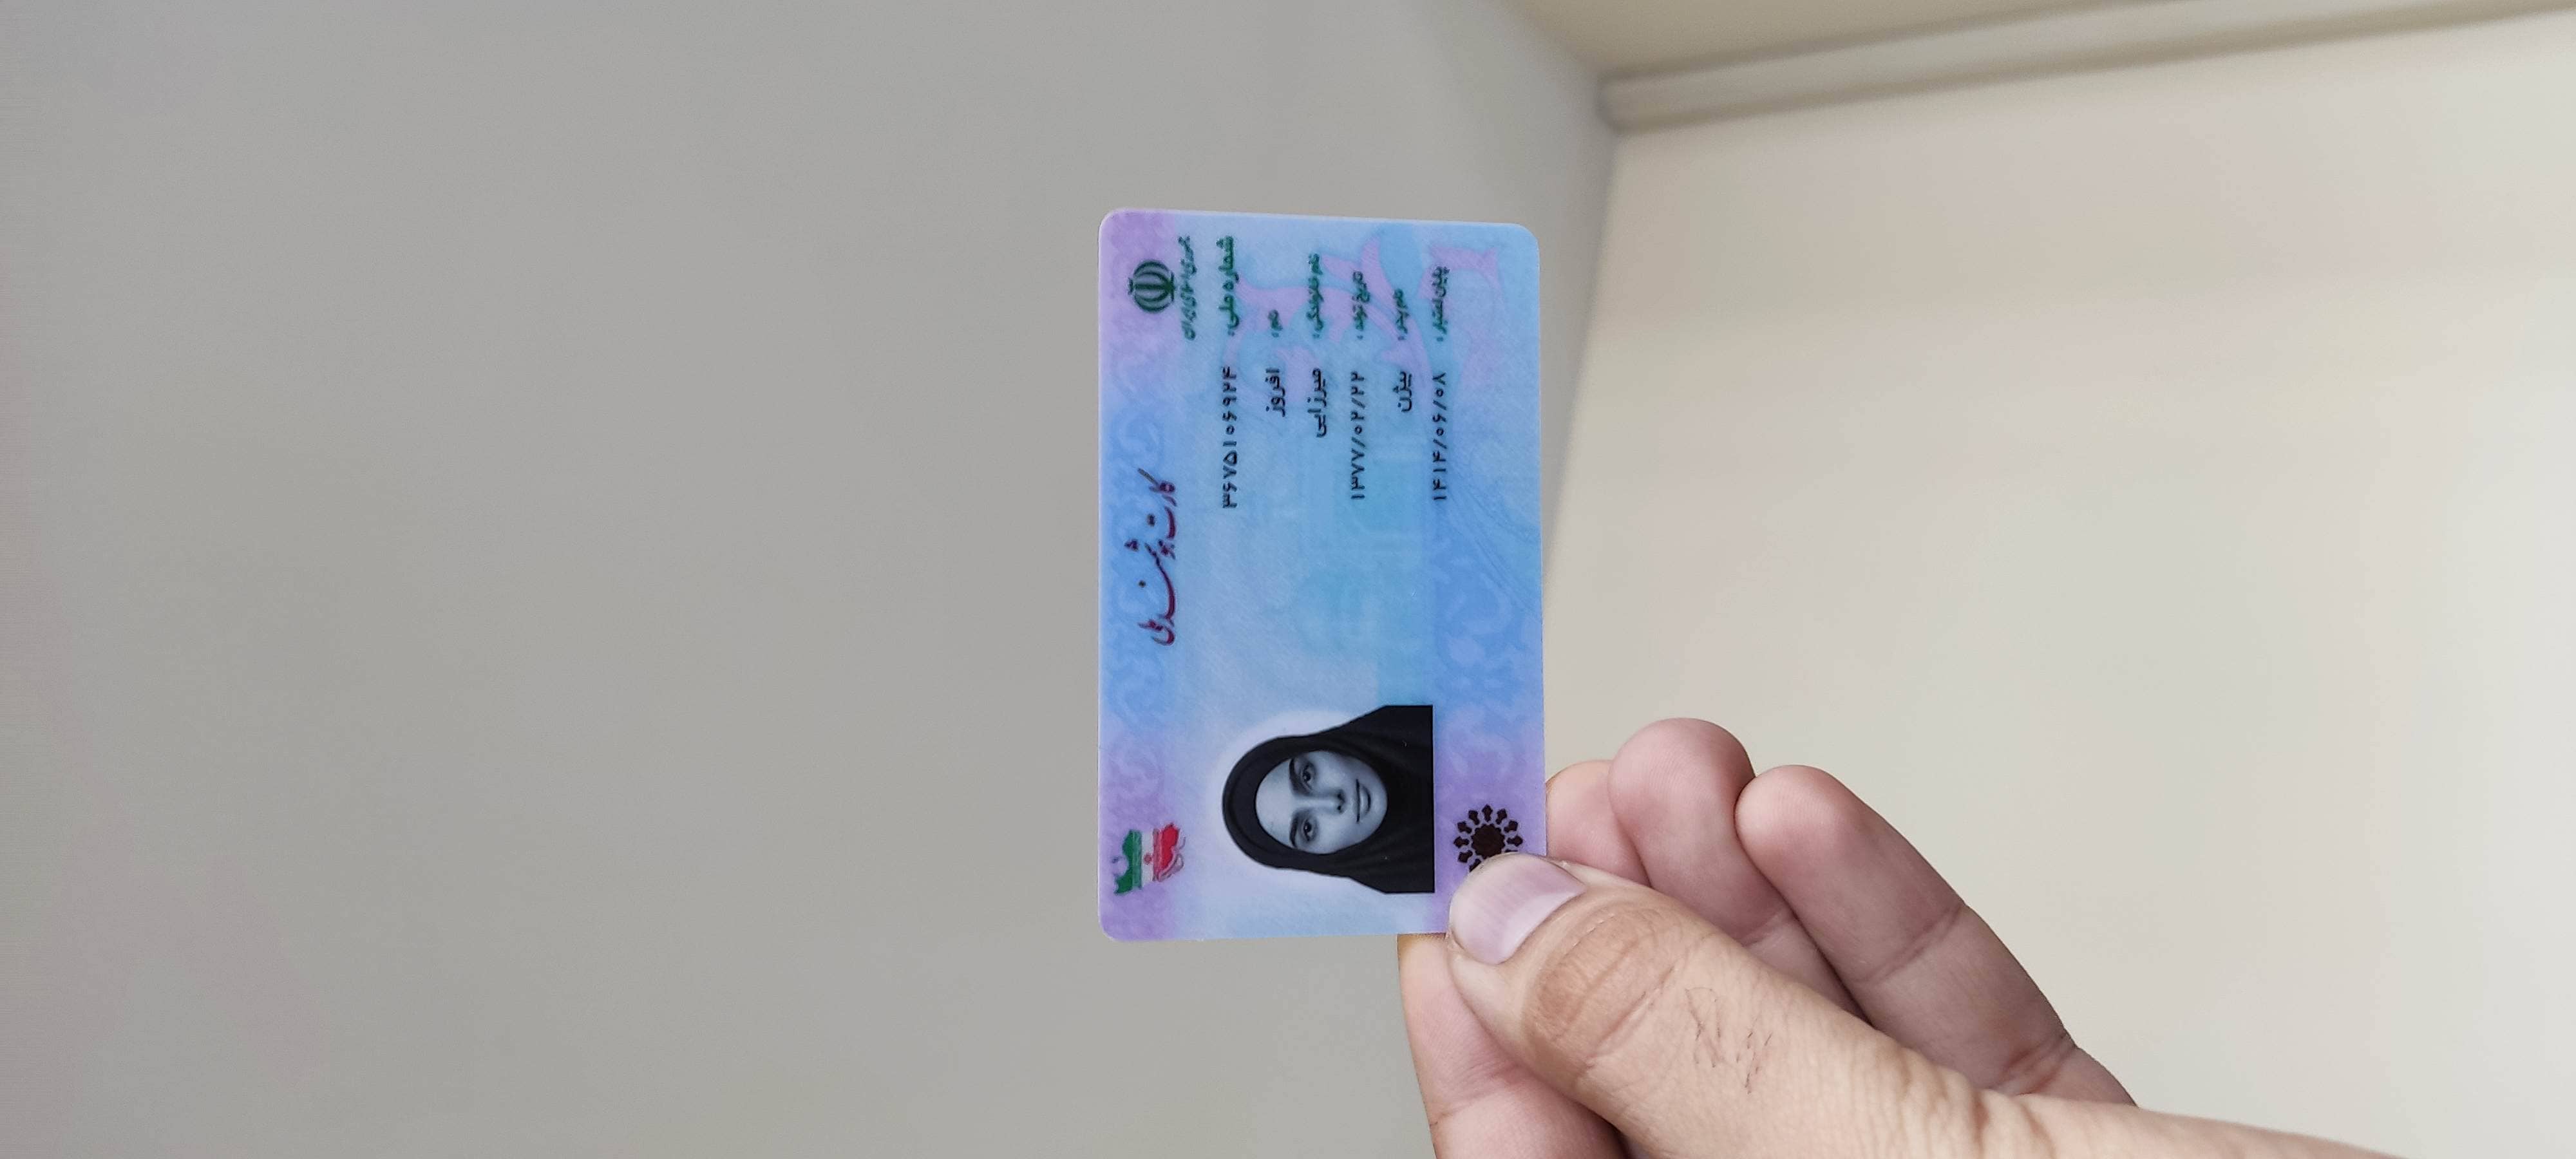 جمهوری اسلامی ایران
کارت هوشمند ملی
شماره ملی: ۳۶۷۵۱۰۶۹۲۴
نام: افروز
نام خانوادگی: میرزایی
تاریخ تولد: ۱۳۷۷/۰۲/۲۲
نام پدر: بیژن
پایان اعتبار: ۱۴۱۴/۰۶/۰۸